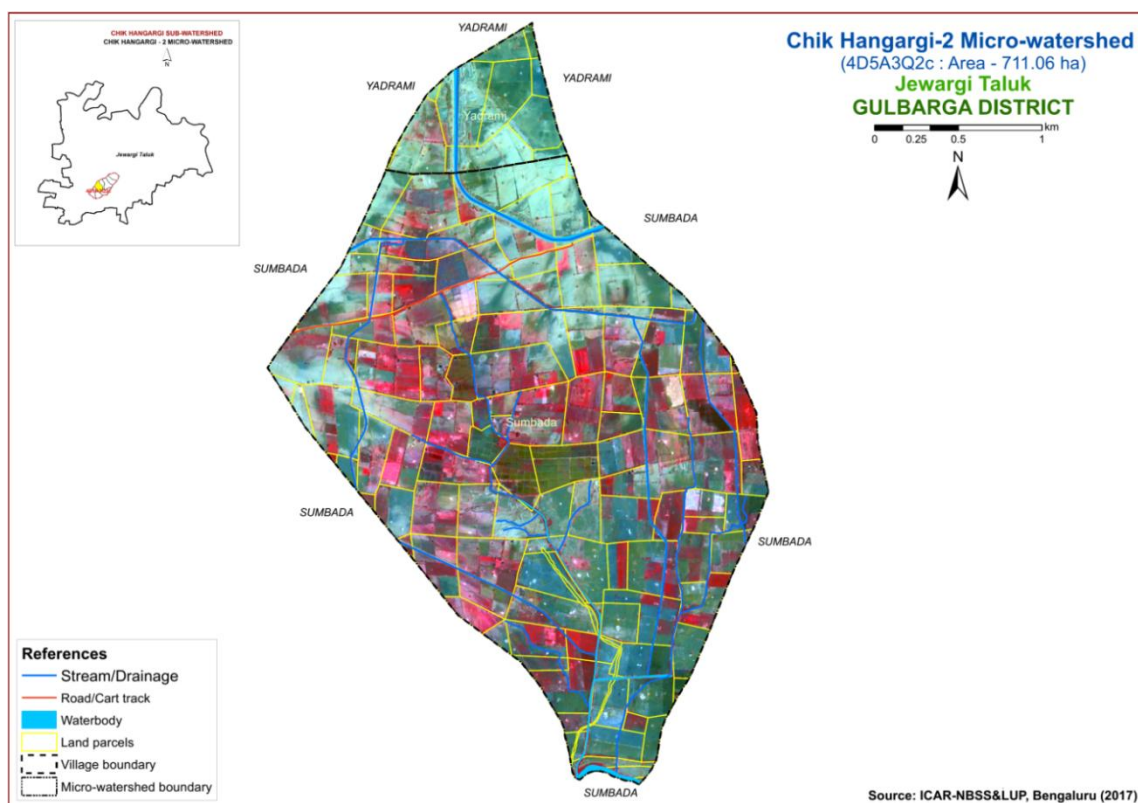 CHIK HANGARGI SUB-WATERSHED
CHIK HANGARGI - 2 MICRO-WATERSHED
N
Jewargi Taluk
YADRAMI
YADRAMI
YADRAMI
Chik Hangargi-2 Micro-watershed
(4D5A3Q2c : Area - 711.06 ha)
Jewargi Taluk
GULBARGA DISTRICT
0 0.25 0.5 1
km
N
Yadrami
SUMBADA
SUMBADA
Sumbada
SUMBADA
SUMBADA
SUMBADA
References
Stream/Drainage
Road/Cart track
Waterbody
Land parcels
Village boundary
Micro-watershed boundary
Source: ICAR-NBSS&LUP, Bengaluru (2017)